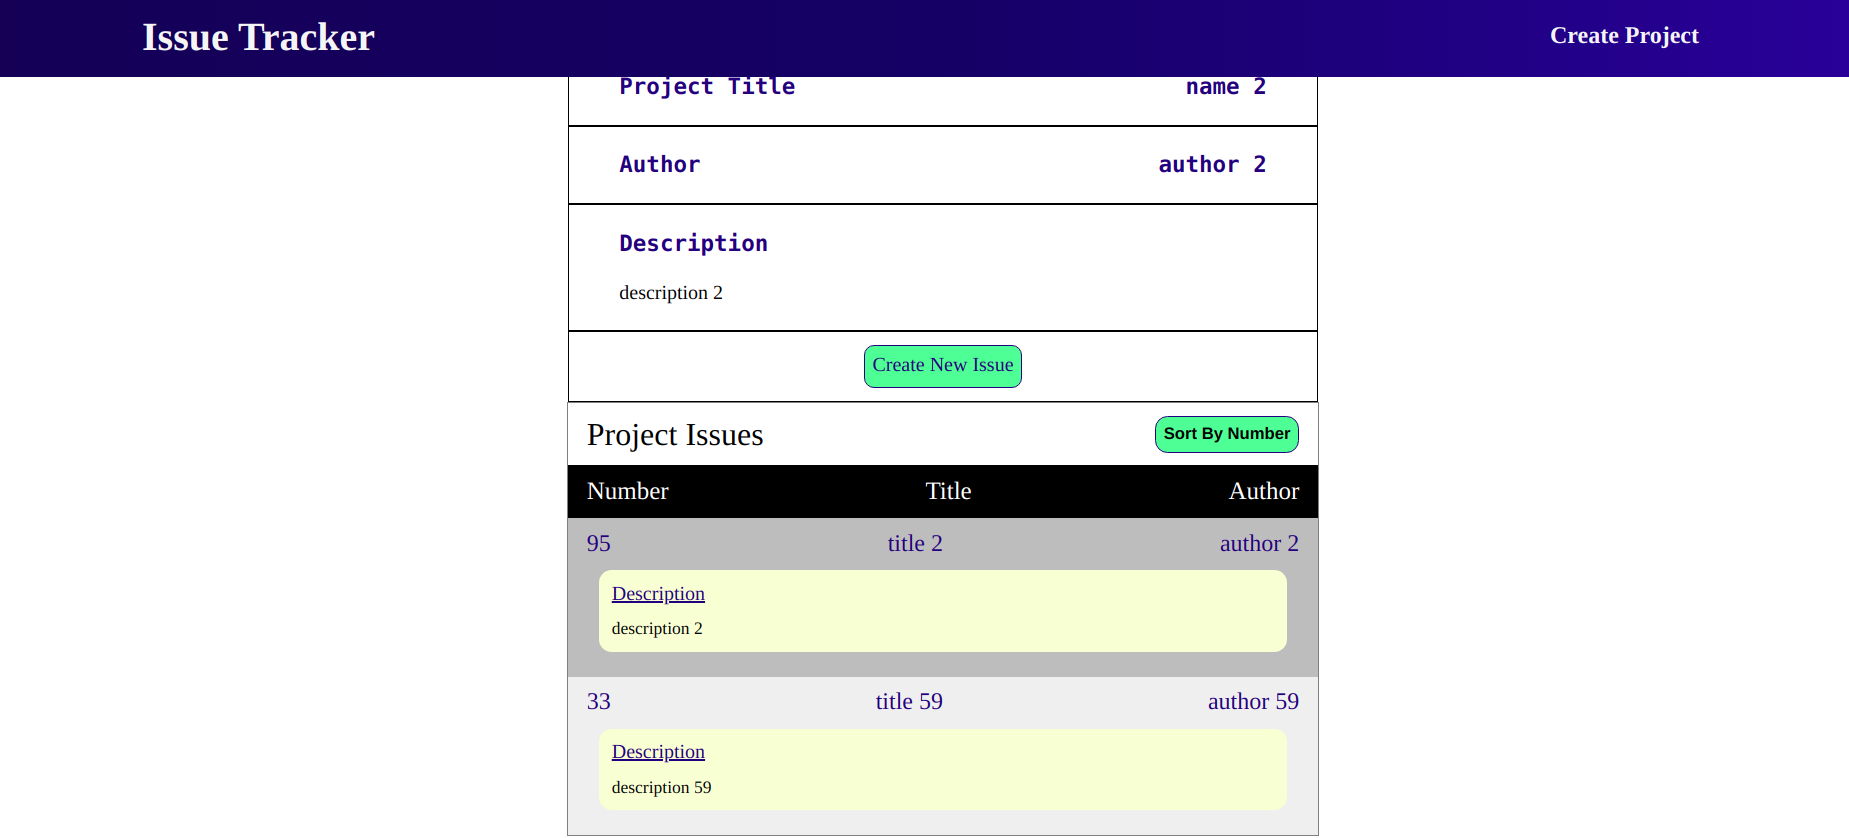 Issue Tracker Create Project
Project Title name 2
Author author 2
Description
description 2
Create New Issue
Project Issues Sort By Number
Number Title Author
95 title 2 author 2
Description
description 2
33 title 59 author 59
Description
description 59